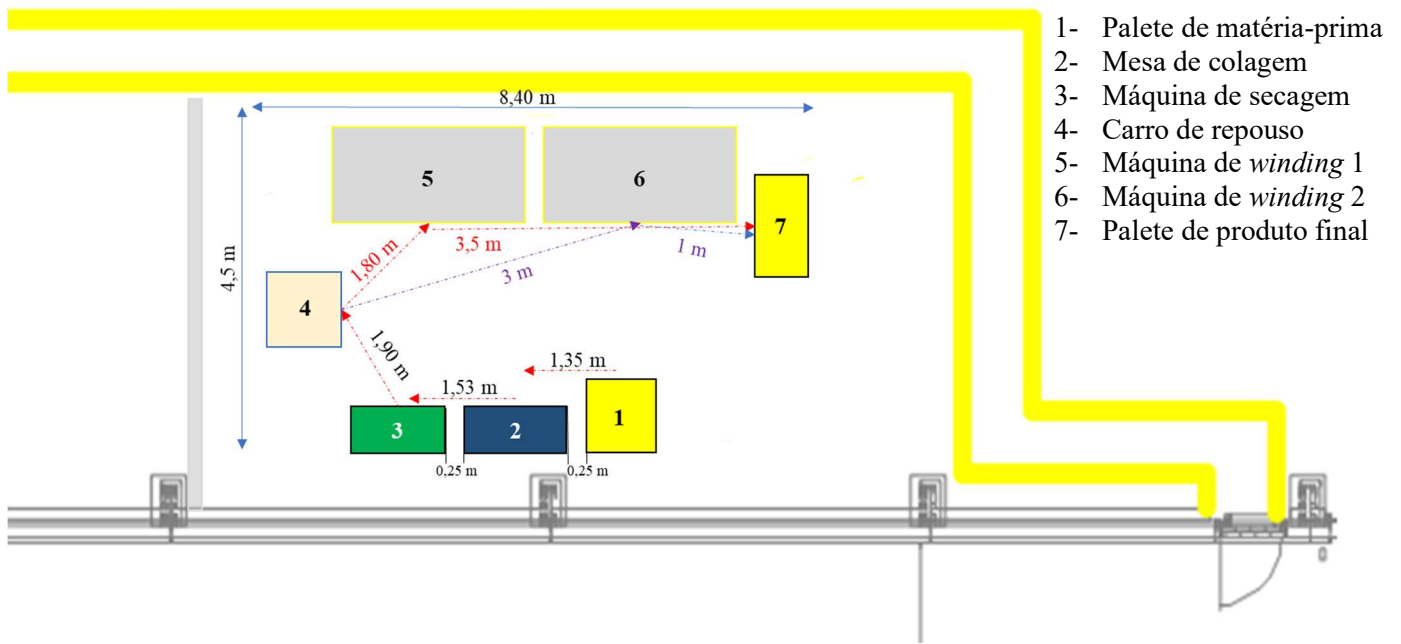 1- Palete de matéria-prima
2- Mesa de colagem
3- Máquina de secagem
4- Carro de repouso
5- Máquina de winding 1
6- Máquina de winding 2
7- Palete de produto final
8,40 m
4,5 m
5
6
7
1,80 m
3,5 m
1 m
3 m
4
1,90 m
1,35 m
1,53 m
3
2
1
0,25 m
0,25 m